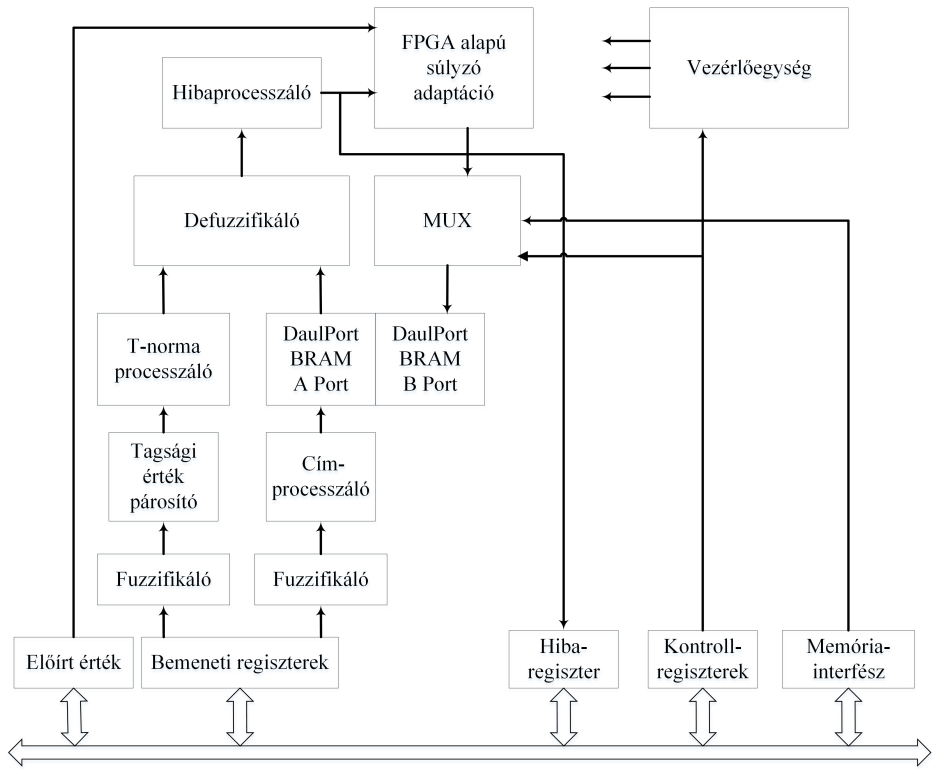 FPGA alapú
súlyzó
adaptáció
Vezérlőegység
Hibaprocesszáló
Defuzzifikáló
MUX
T-norma
processzáló
DaulPort
BRAM
A Port
DaulPort
BRAM
B Port
Tagsági
érték
párosító
Cím-
processzáló
Fuzzifikáló
Fuzzifikáló
Előírt érték
Bemeneti regiszterek
Hiba-
regiszter
Kontroll-
regiszterek
Memória-
interfész